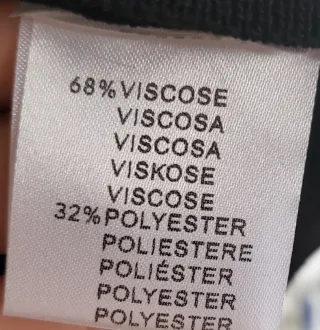 68% VISCOSE
VISCOSA
VISCOSA
VISKOSE
VISCOSE
32% POLYESTER
POLIESTERE
POLIÉSTER
POLYESTER
POLYESTER